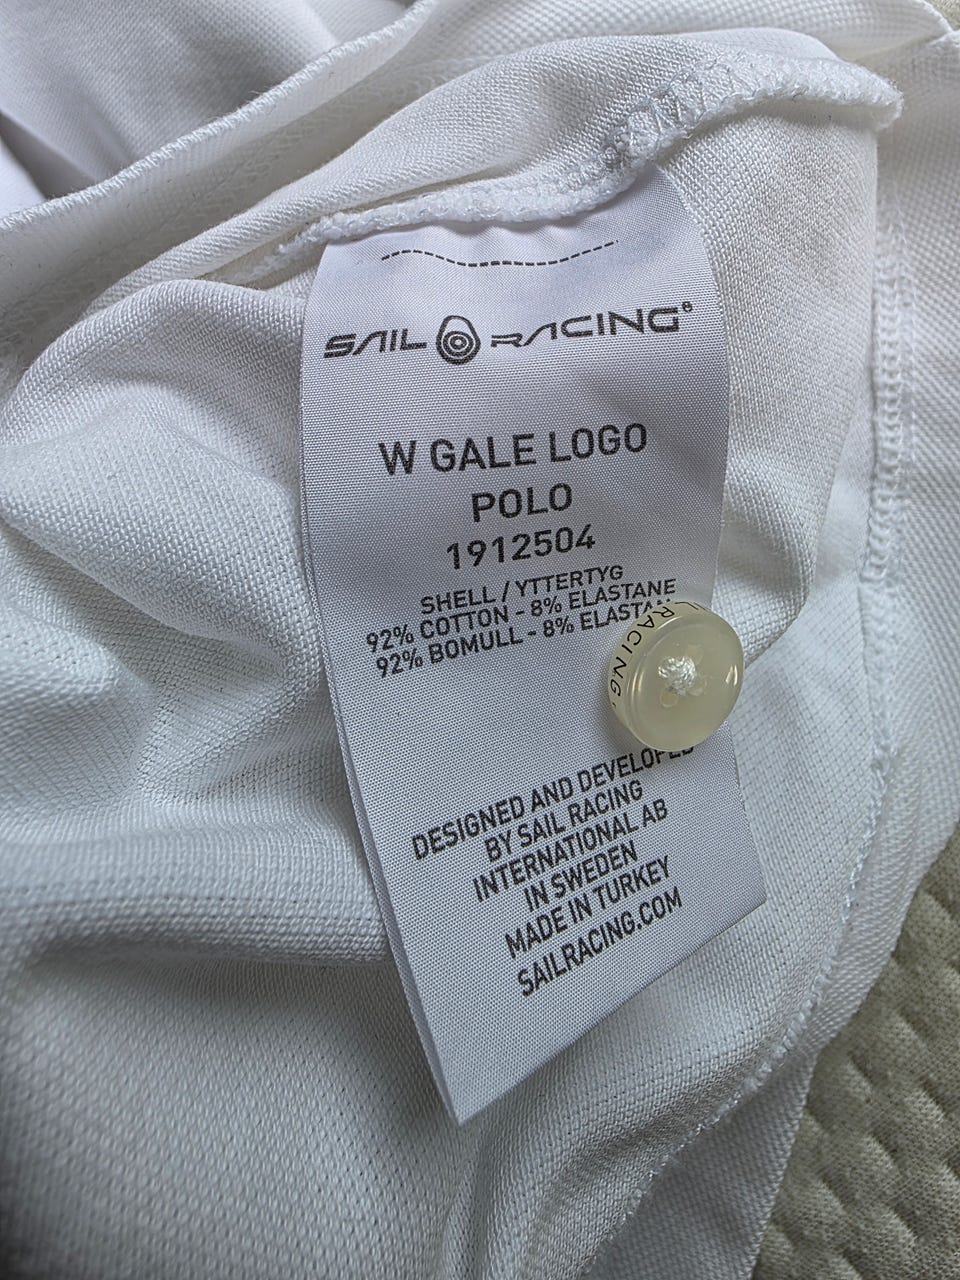 SAIL RACING®
W GALE LOGO
POLO
1912504
SHELL / YTTERTYG
92% COTTON - 8% ELASTANE
92% BOMULL - 8% ELASTAN
RACING
DESIGNED AND DEVELOPED
BY SAIL RACING
INTERNATIONAL AB
IN SWEDEN
MADE IN TURKEY
SAILRACING.COM